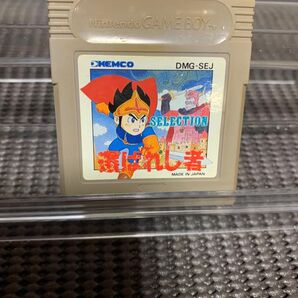 Nintendo GAME BOY
KEMCO
DMG-SEJ
SELECTION
選ばれし者
MADE IN JAPAN